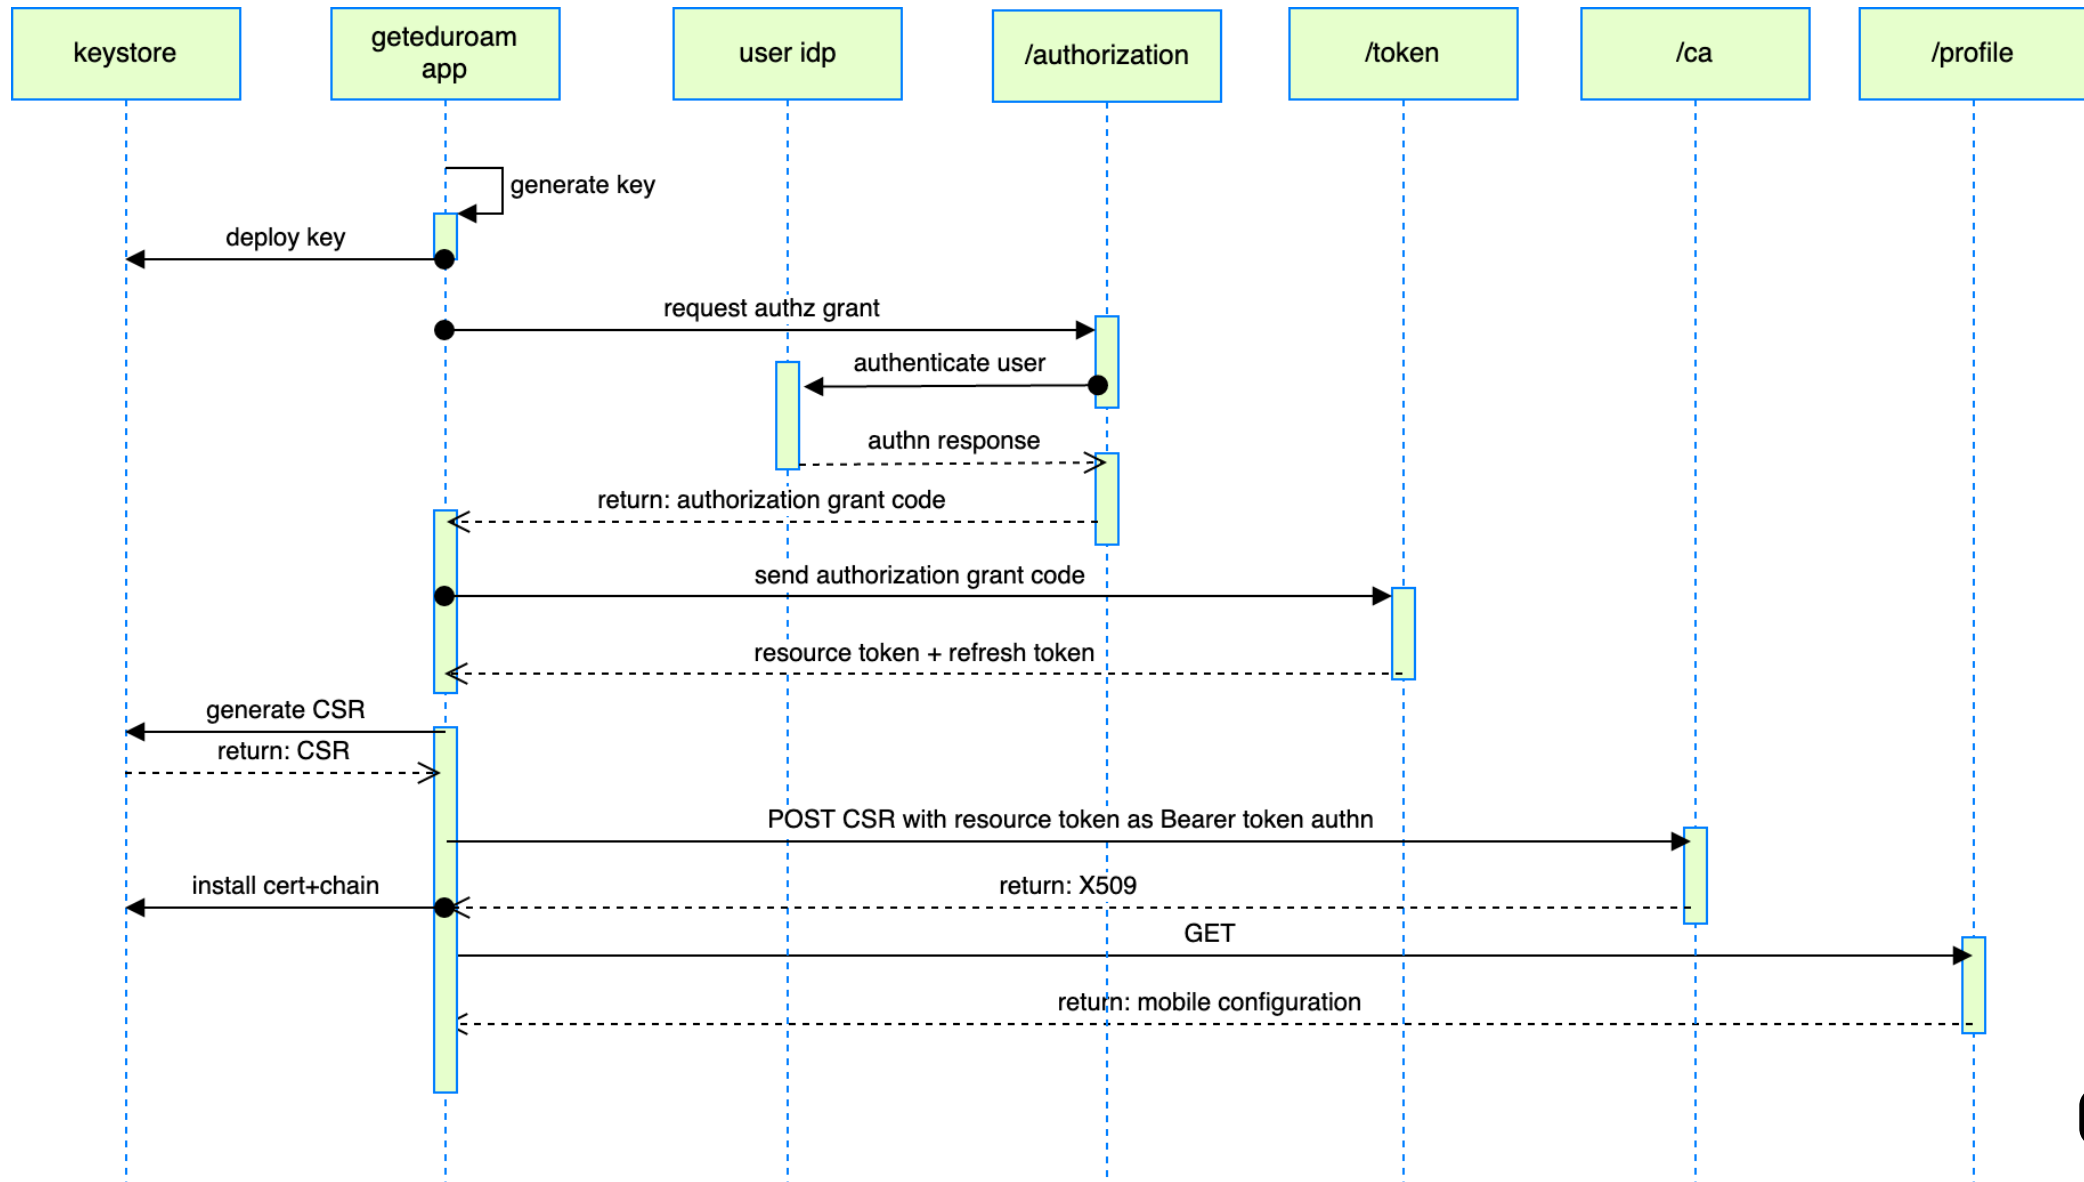 keystore
geteduroam
app
user idp
/authorization
/token
/ca
/profile
generate key
deploy key
request authz grant
authenticate user
authn response
return: authorization grant code
send authorization grant code
resource token + refresh token
generate CSR
return: CSR
POST CSR with resource token as Bearer token authn
install cert+chain
return: X509
GET
return: mobile configuration